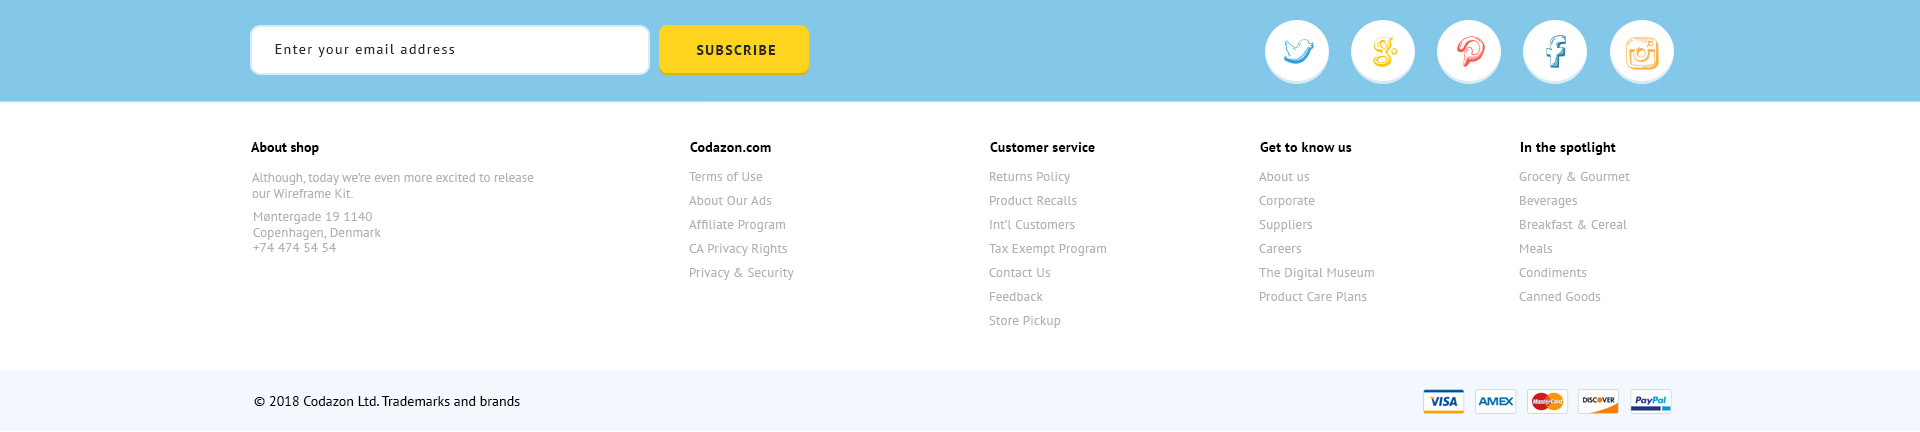 Enter your email address
SUBSCRIBE
About shop
Although, today we're even more excited to release
our Wireframe Kit.
Møntergade 19 1140
Copenhagen, Denmark
+74 474 54 54
Codazon.com
Terms of Use
About Our Ads
Affiliate Program
CA Privacy Rights
Privacy & Security
Customer service
Returns Policy
Product Recalls
Int'l Customers
Tax Exempt Program
Contact Us
Feedback
Store Pickup
Get to know us
About us
Corporate
Suppliers
Careers
The Digital Museum
Product Care Plans
In the spotlight
Grocery & Gourmet
Beverages
Breakfast & Cereal
Meals
Condiments
Canned Goods
© 2018 Codazon Ltd. Trademarks and brands
VISA
AMEX
MasterCard
DISCOVER
PayPal